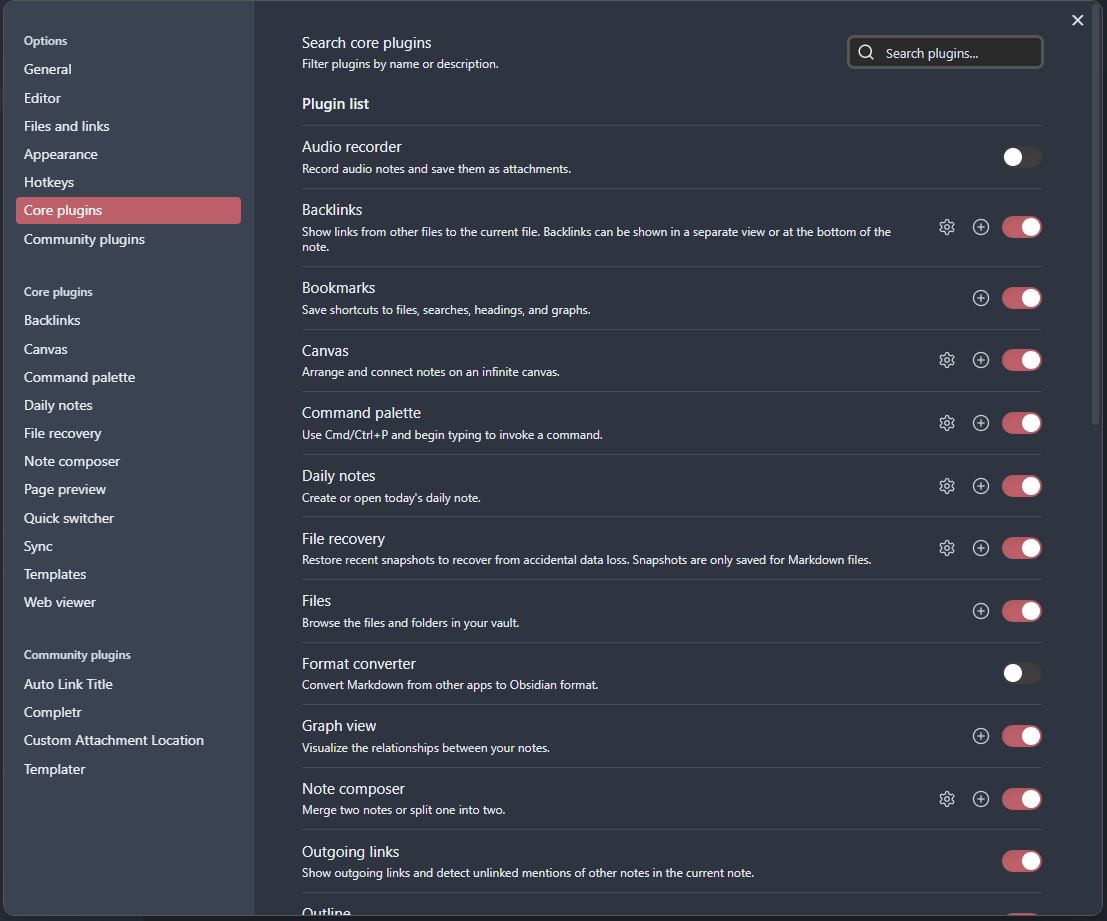 Options
General
Editor
Files and links
Appearance
Hotkeys
Core plugins
Community plugins
Core plugins
Backlinks
Canvas
Command palette
Daily notes
File recovery
Note composer
Page preview
Quick switcher
Sync
Templates
Web viewer
Community plugins
Auto Link Title
Completr
Custom Attachment Location
Templater
Search core plugins
Filter plugins by name or description.
Search plugins...
Plugin list
Audio recorder
Record audio notes and save them as attachments.
Backlinks
Show links from other files to the current file. Backlinks can be shown in a separate view or at the bottom of the
note.
Bookmarks
Save shortcuts to files, searches, headings, and graphs.
Canvas
Arrange and connect notes on an infinite canvas.
Command palette
Use Cmd/Ctrl+P and begin typing to invoke a command.
Daily notes
Create or open today's daily note.
File recovery
Restore recent snapshots to recover from accidental data loss. Snapshots are only saved for Markdown files.
Files
Browse the files and folders in your vault.
Format converter
Convert Markdown from other apps to Obsidian format.
Graph view
Visualize the relationships between your notes.
Note composer
Merge two notes or split one into two.
Outgoing links
Show outgoing links and detect unlinked mentions of other notes in the current note.
Outline